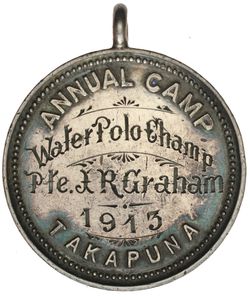 ANNUAL CAMP
Water Polo Champ
Pte. J. R. Graham
1913
TAKAPUNA